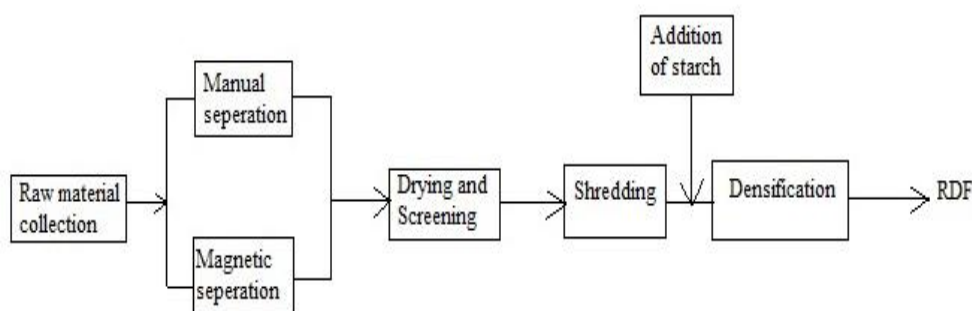 Raw material
collection
Manual
seperation
Magnetic
seperation
Drying and
Screening
Shredding
Addition
of starch
Densification
RDF